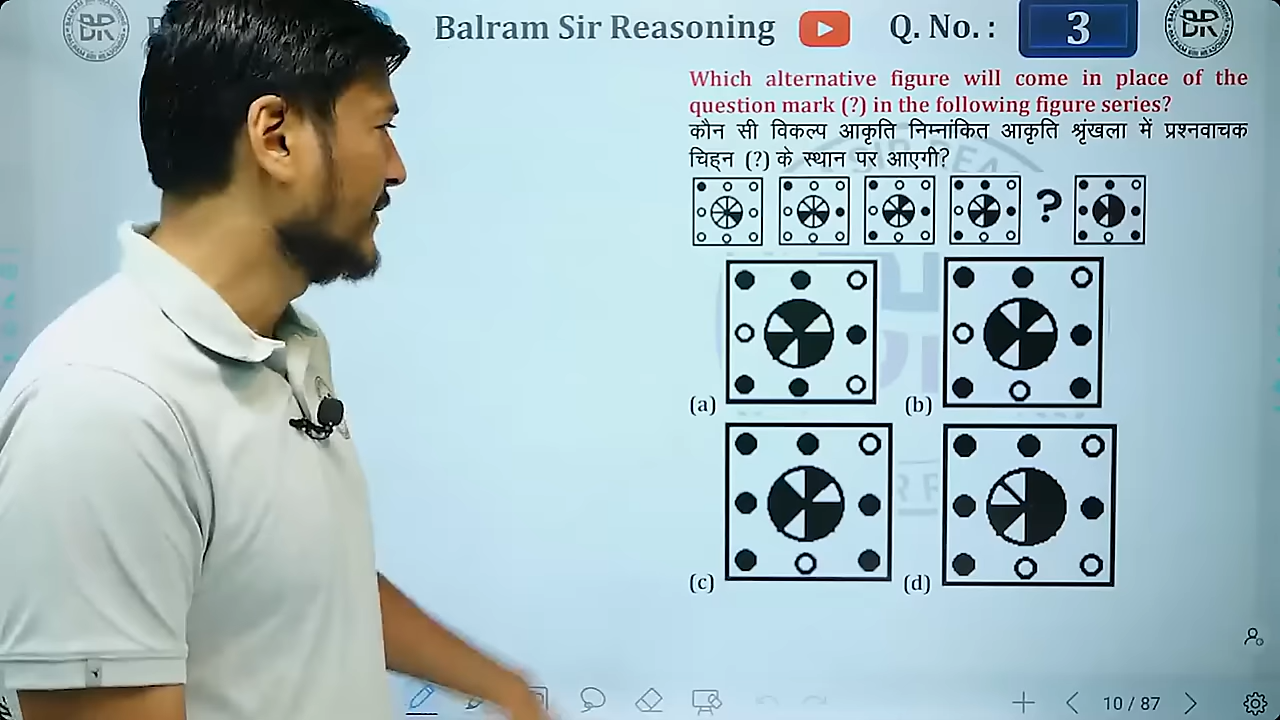 Balram Sir Reasoning
Q. No. :
3
BR
Which alternative figure will come in place of the
question mark (?) in the following figure series?
कौन सी विकल्प आकृति निम्नांकित आकृति श्रृंखला में प्रश्नवाचक
चिह्न (?) के स्थान पर आएगी?
?
(a)
(b)
(c)
(d)
10 / 87